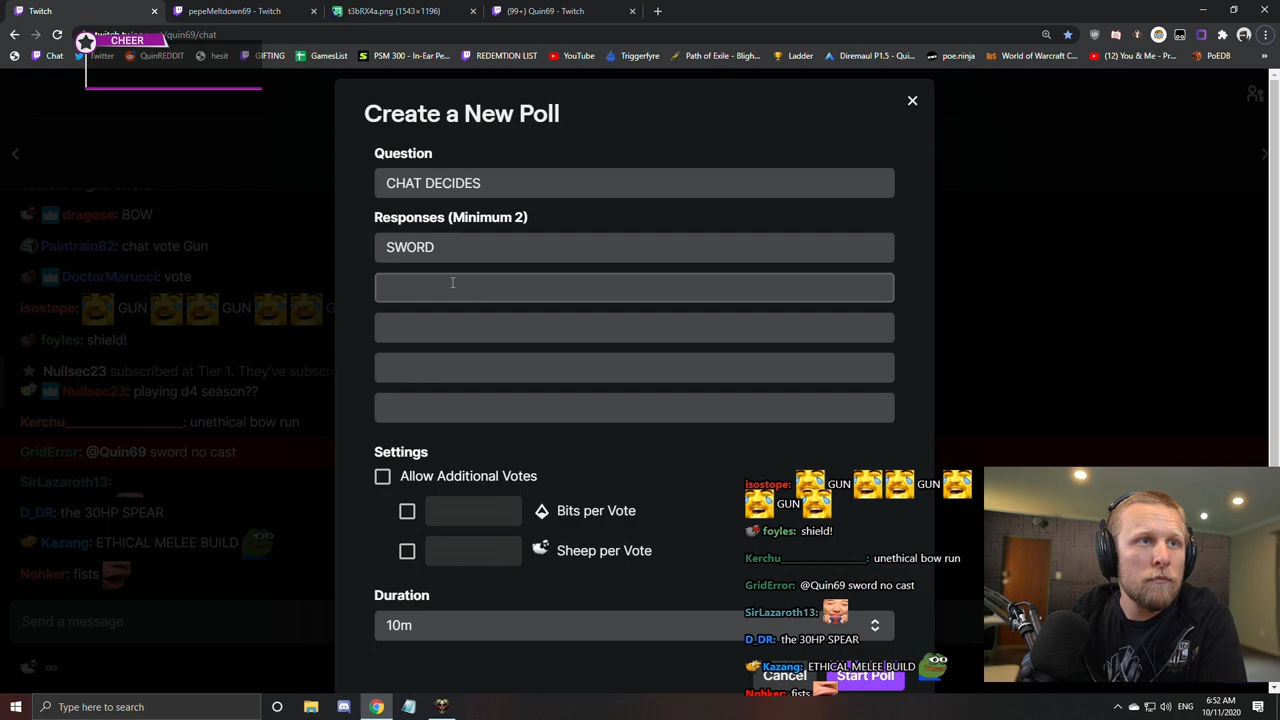 Twitch
pepeMeltdown69 - Twitch
t3bRX4a.png (1543×1196)
(99+) Quin69 - Twitch
/quin69/chat
CHEER
Chat
Twitter
QuinREDDIT
hesit
GIFTING
GamesList
PSM 300 - In-Ear Pe...
REDEMTION LIST
YouTube
Triggerfyre
Path of Exile - Bligh...
Ladder
Diremaul P1.5 - Qui...
poe.ninja
World of Warcraft C...
(12) You & Me - Pr...
PoEDB
Create a New Poll
Question
CHAT DECIDES
Responses (Minimum 2)
SWORD
dragose: BOW
Paintrain82: chat vote Gun
DoctorMarucci: vote
isostope: GUN GUN
foyles: shield!
Nullsec23 subscribed at Tier 1. They've subscr
Nullsec23: playing d4 season??
Kerchu________________: unethical bow run
GridError: @Quin69 sword no cast
SirLazaroth13:
D_DR: the 30HP SPEAR
Kazang: ETHICAL MELEE BUILD
Nohker: fists
Send a message
∞
Settings
Allow Additional Votes
Bits per Vote
Sheep per Vote
Duration
10m
Cancel
Start Poll
isostope: GUN GUN
GUN
foyles: shield!
Kerchu________________: unethical bow run
GridError: @Quin69 sword no cast
SirLazaroth13:
D_DR: the 30HP SPEAR
Kazang: ETHICAL MELEE BUILD
Nohker: fists
Type here to search
ENG
6:52 AM
10/11/2020